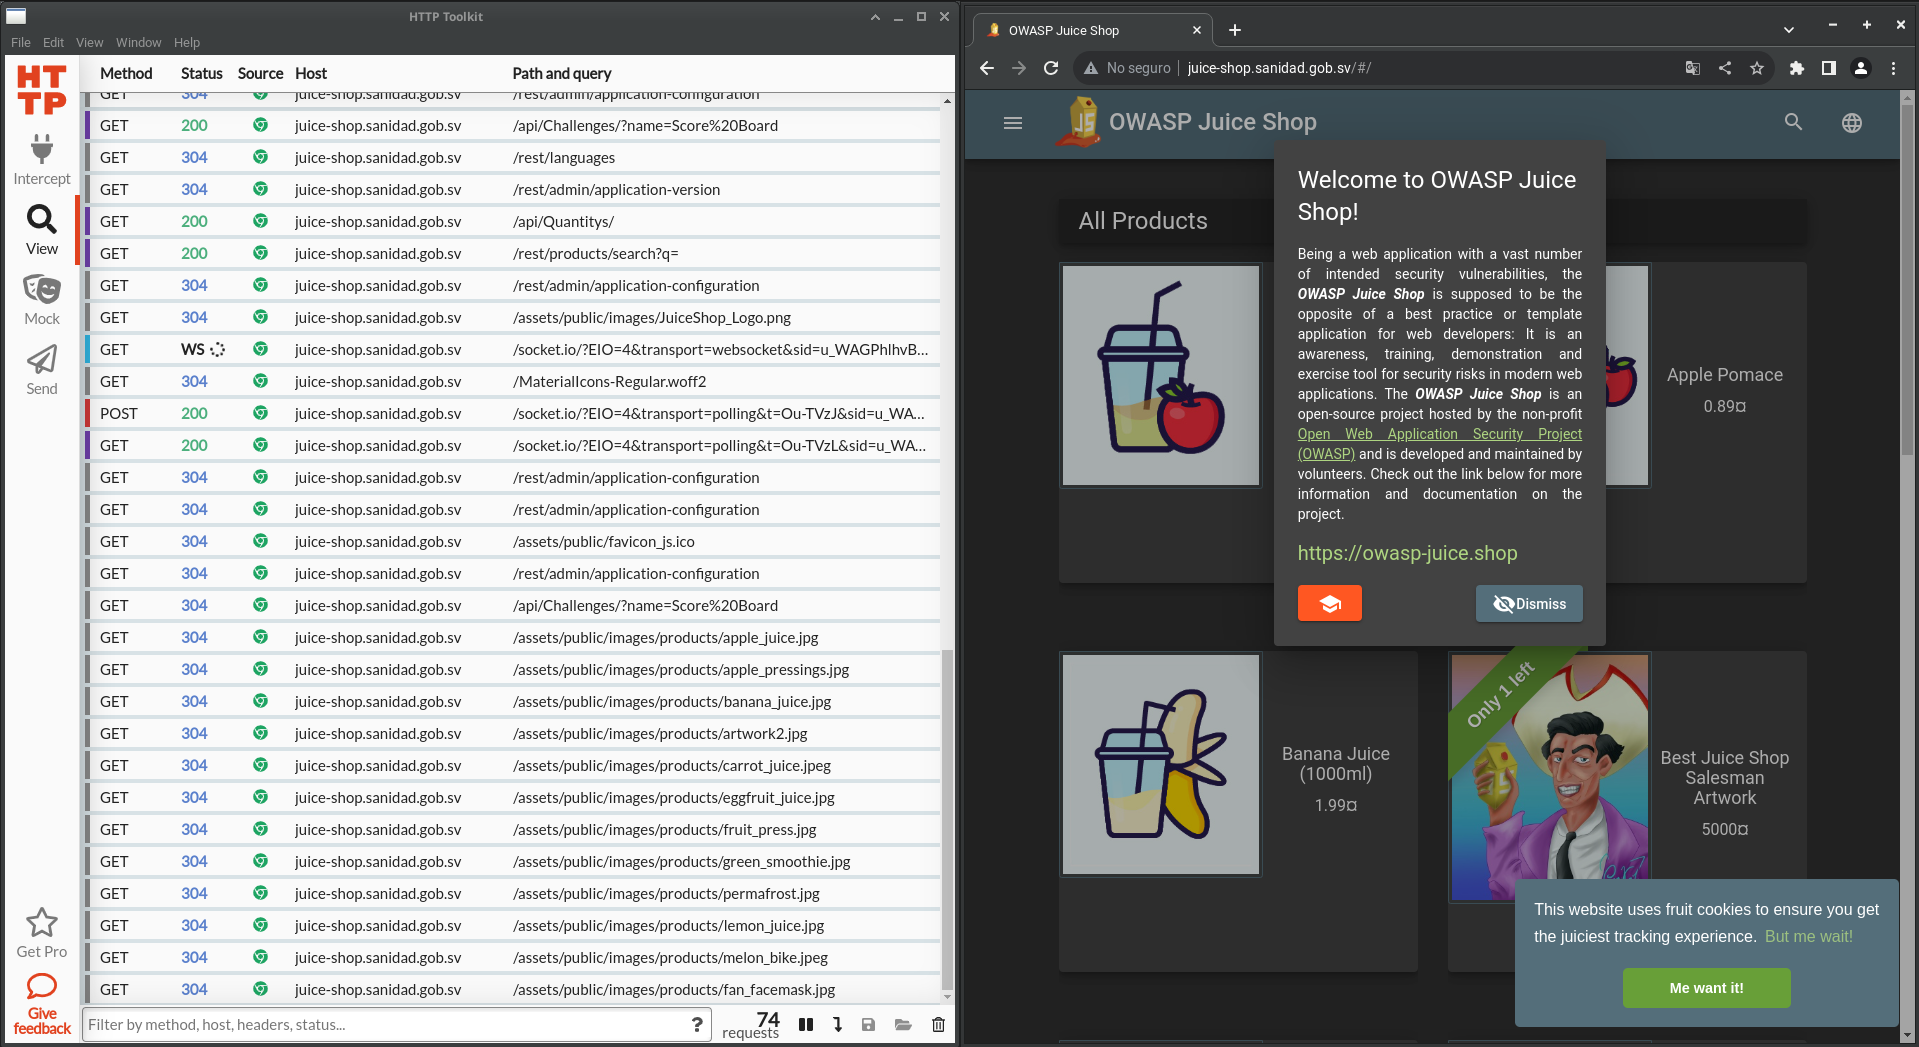 HTTP Toolkit
File Edit View Window Help
HT
TP
Intercept
View
Mock
Send
Get Pro
Give
feedback
Method Status Source Host Path and query
GET 304 juice-shop.sanidad.gob.sv /rest/admin/application-configuration
GET 200 juice-shop.sanidad.gob.sv /api/Challenges/?name=Score%20Board
GET 304 juice-shop.sanidad.gob.sv /rest/languages
GET 304 juice-shop.sanidad.gob.sv /rest/admin/application-version
GET 200 juice-shop.sanidad.gob.sv /api/Quantitys/
GET 200 juice-shop.sanidad.gob.sv /rest/products/search?q=
GET 304 juice-shop.sanidad.gob.sv /rest/admin/application-configuration
GET 304 juice-shop.sanidad.gob.sv /assets/public/images/JuiceShop_Logo.png
GET WS juice-shop.sanidad.gob.sv /socket.io/?EIO=4&transport=websocket&sid=u_WAGPhlhvB...
GET 304 juice-shop.sanidad.gob.sv /MaterialIcons-Regular.woff2
POST 200 juice-shop.sanidad.gob.sv /socket.io/?EIO=4&transport=polling&t=Ou-TVzJ&sid=u_WA...
GET 200 juice-shop.sanidad.gob.sv /socket.io/?EIO=4&transport=polling&t=Ou-TVzL&sid=u_WA...
GET 304 juice-shop.sanidad.gob.sv /rest/admin/application-configuration
GET 304 juice-shop.sanidad.gob.sv /rest/admin/application-configuration
GET 304 juice-shop.sanidad.gob.sv /assets/public/favicon_js.ico
GET 304 juice-shop.sanidad.gob.sv /rest/admin/application-configuration
GET 304 juice-shop.sanidad.gob.sv /api/Challenges/?name=Score%20Board
GET 304 juice-shop.sanidad.gob.sv /assets/public/images/products/apple_juice.jpg
GET 304 juice-shop.sanidad.gob.sv /assets/public/images/products/apple_pressings.jpg
GET 304 juice-shop.sanidad.gob.sv /assets/public/images/products/banana_juice.jpg
GET 304 juice-shop.sanidad.gob.sv /assets/public/images/products/artwork2.jpg
GET 304 juice-shop.sanidad.gob.sv /assets/public/images/products/carrot_juice.jpeg
GET 304 juice-shop.sanidad.gob.sv /assets/public/images/products/eggfruit_juice.jpg
GET 304 juice-shop.sanidad.gob.sv /assets/public/images/products/fruit_press.jpg
GET 304 juice-shop.sanidad.gob.sv /assets/public/images/products/green_smoothie.jpg
GET 304 juice-shop.sanidad.gob.sv /assets/public/images/products/permafrost.jpg
GET 304 juice-shop.sanidad.gob.sv /assets/public/images/products/lemon_juice.jpg
GET 304 juice-shop.sanidad.gob.sv /assets/public/images/products/melon_bike.jpeg
GET 304 juice-shop.sanidad.gob.sv /assets/public/images/products/fan_facemask.jpg
Filter by method, host, headers, status... ?
74
requests
OWASP Juice Shop
No seguro juice-shop.sanidad.gob.sv/#/
JS
OWASP Juice Shop
All Products
Welcome to OWASP Juice
Shop!
Being a web application with a vast number
of intended security vulnerabilities, the
OWASP Juice Shop is supposed to be the
opposite of a best practice or template
application for web developers: It is an
awareness, training, demonstration and
exercise tool for security risks in modern web
applications. The OWASP Juice Shop is an
open-source project hosted by the non-profit
Open Web Application Security Project
(OWASP) and is developed and maintained by
volunteers. Check out the link below for more
information and documentation on the
project.
https://owasp-juice.shop
Dismiss
Apple Pomace
0.89¤
Banana Juice
(1000ml)
1.99¤
Only 1 left
Best Juice Shop
Salesman
Artwork
5000¤
This website uses fruit cookies to ensure you get
the juiciest tracking experience. But me wait!
Me want it!